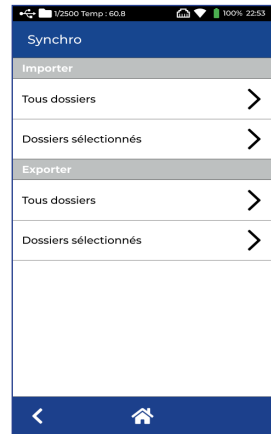 1/2500 Temp : 60.8 100% 22:53
Synchro
Importer
Tous dossiers
Dossiers sélectionnés
Exporter
Tous dossiers
Dossiers sélectionnés